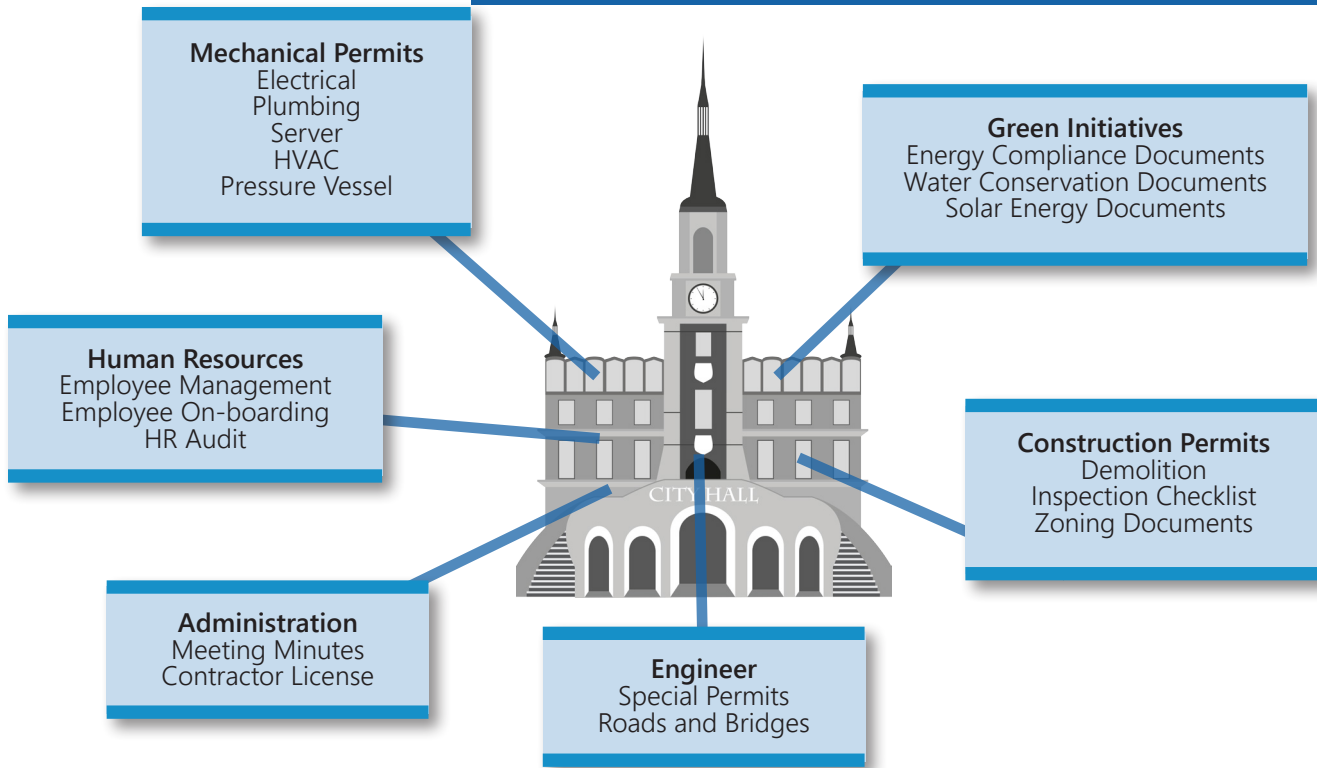 Mechanical Permits
Electrical
Plumbing
Server
HVAC
Pressure Vessel
Green Initiatives
Energy Compliance Documents
Water Conservation Documents
Solar Energy Documents
Human Resources
Employee Management
Employee On-boarding
HR Audit
Construction Permits
Demolition
Inspection Checklist
Zoning Documents
CITY HALL
Administration
Meeting Minutes
Contractor License
Engineer
Special Permits
Roads and Bridges